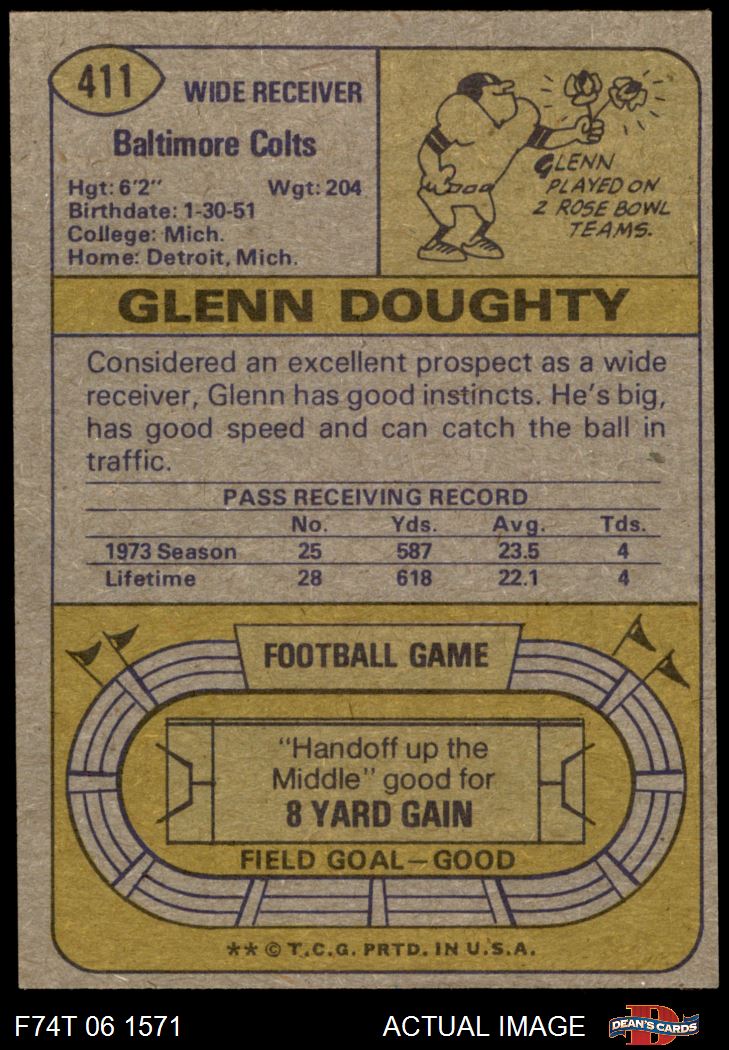 411
WIDE RECEIVER
Baltimore Colts
Hgt: 6'2" Wgt: 204
Birthdate: 1-30-51
College: Mich.
Home: Detroit, Mich.
GLENN
PLAYED ON
2 ROSE BOWL
TEAMS.
GLENN DOUGHTY
Considered an excellent prospect as a wide
receiver, Glenn has good instincts. He's big,
has good speed and can catch the ball in
traffic.
PASS RECEIVING RECORD
No. Yds. Avg. Tds.
1973 Season 25 587 23.5 4
Lifetime 28 618 22.1 4
FOOTBALL GAME
"Handoff up the
Middle" good for
8 YARD GAIN
FIELD GOAL—GOOD
** © T.C.G. PRTD. IN U.S.A.
F74T 06 1571 ACTUAL IMAGE D DEAN'S CARDS